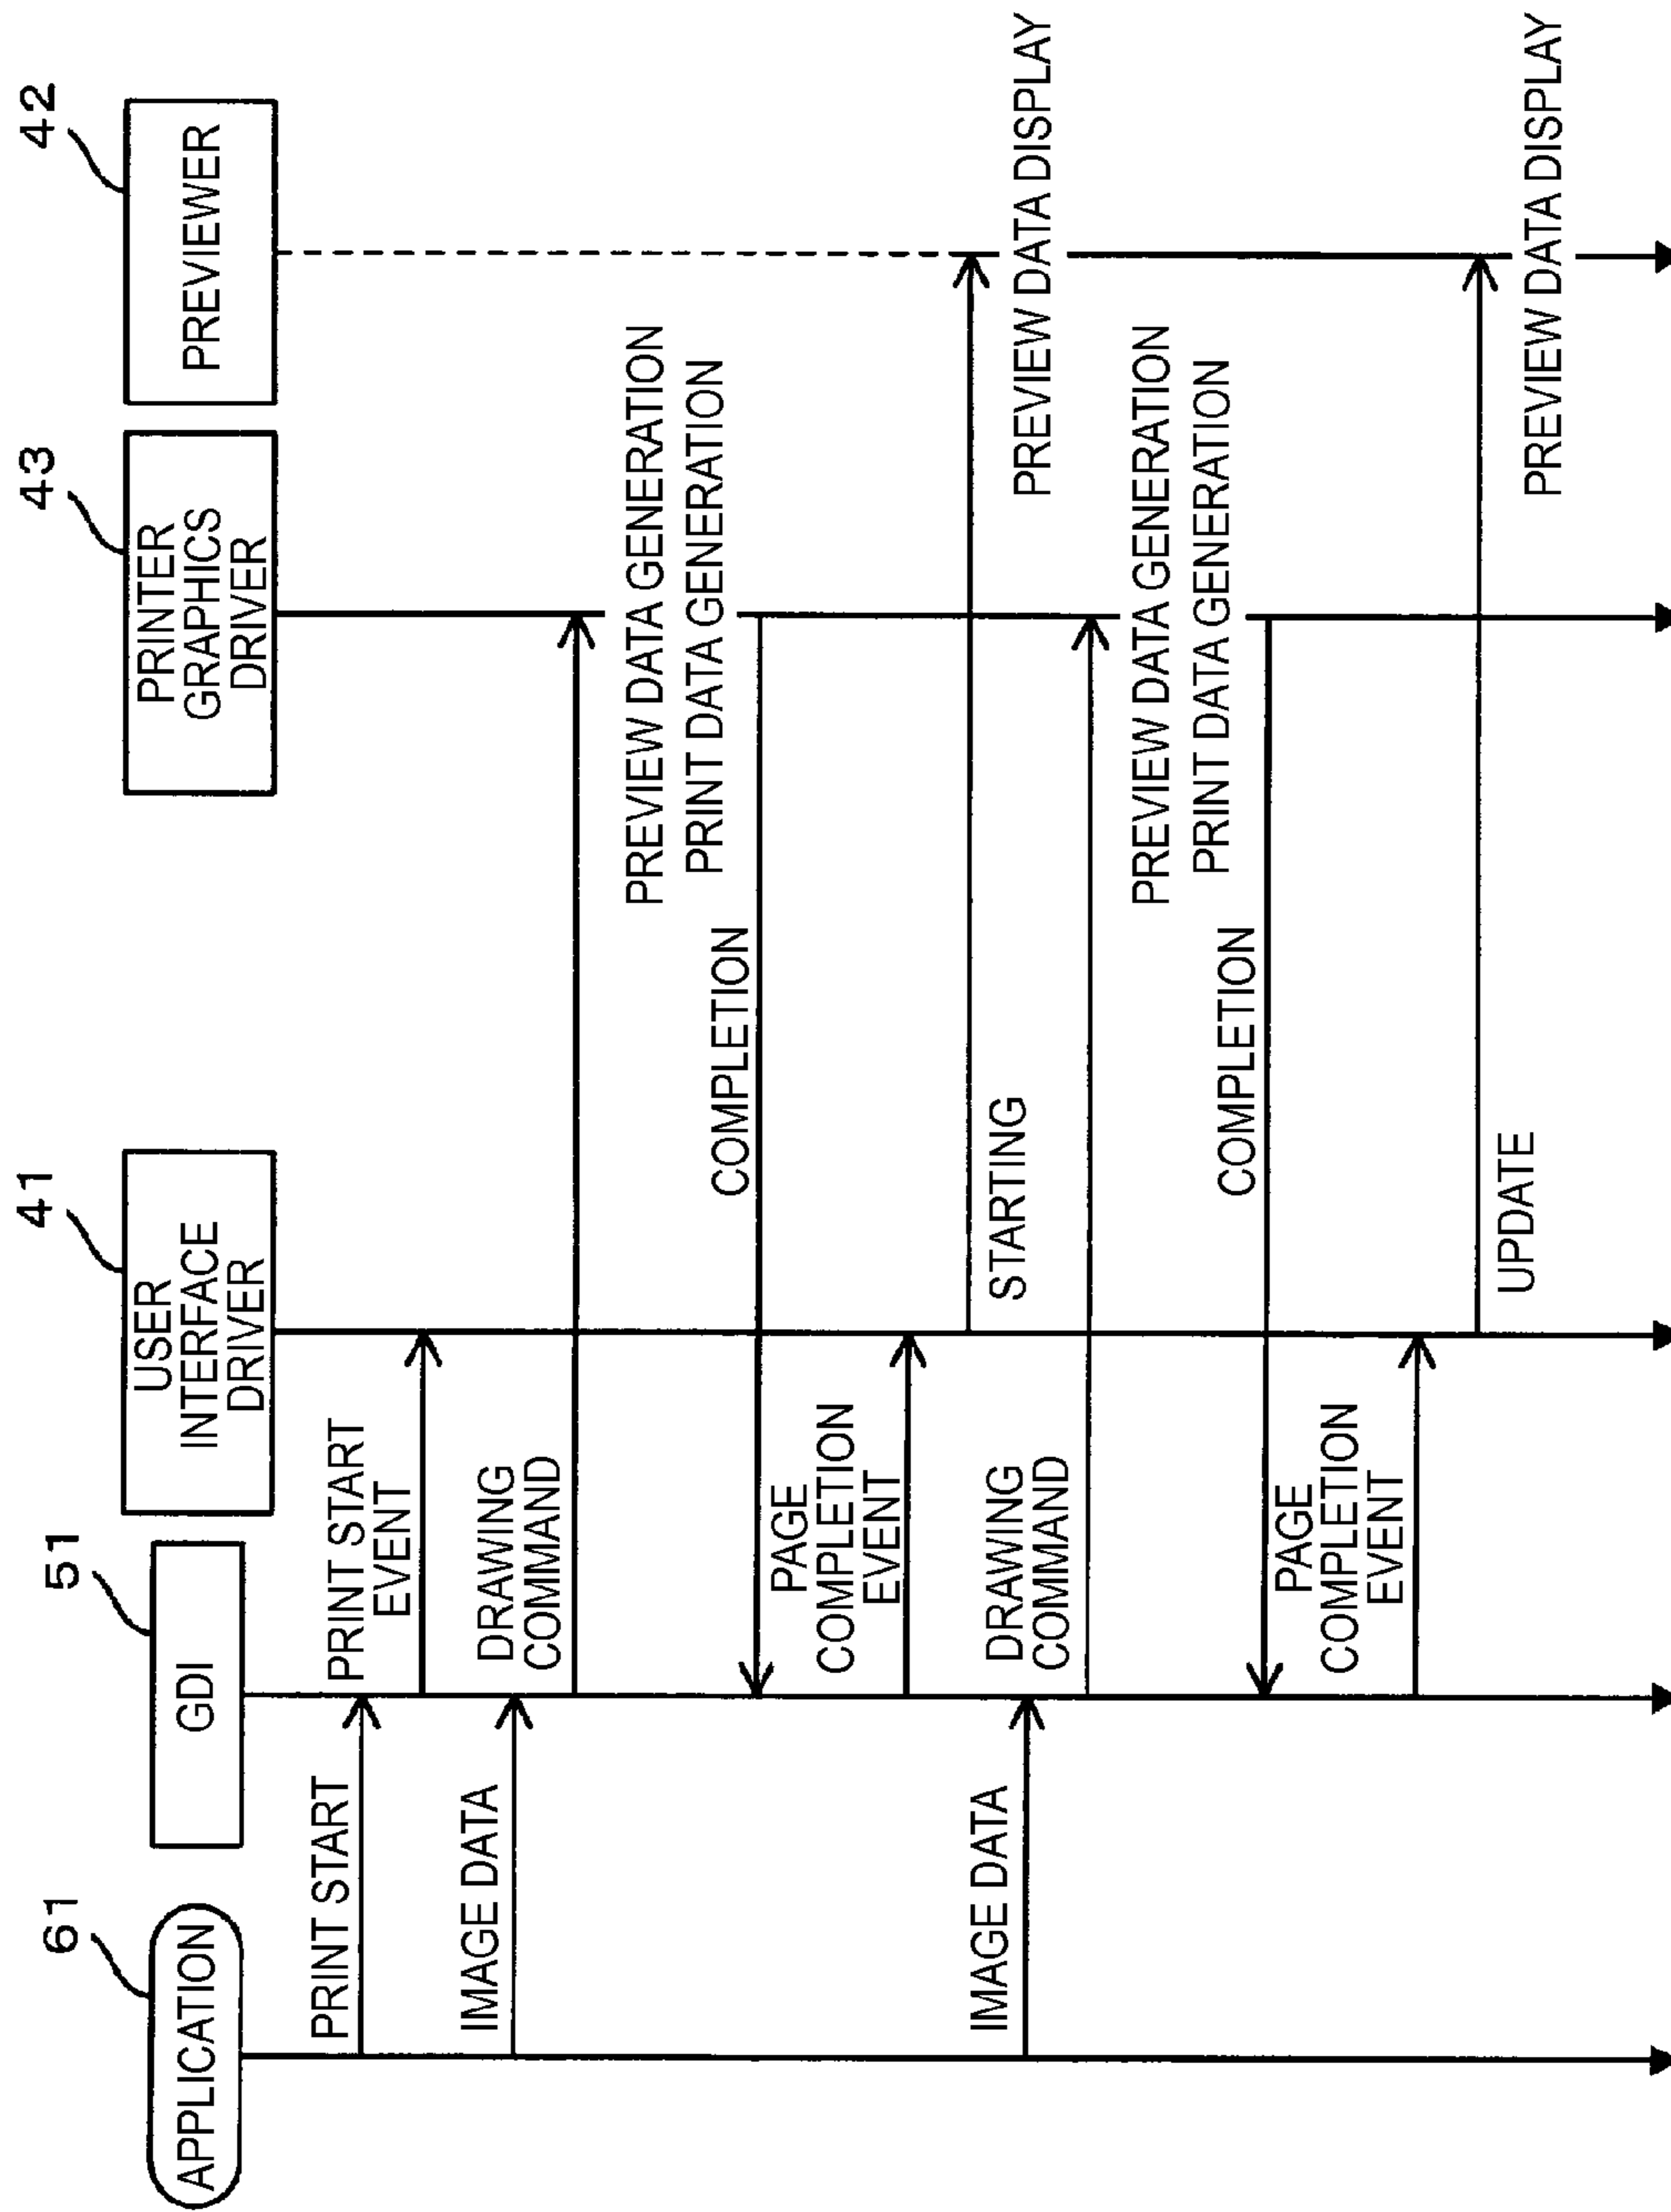 61
APPLICATION
51
GDI
41
USER
INTERFACE
DRIVER
43
PRINTER
GRAPHICS
DRIVER
42
PREVIEWER
PRINT START
PRINT START
EVENT
IMAGE DATA
DRAWING
COMMAND
PREVIEW DATA GENERATION
PRINT DATA GENERATION
COMPLETION
PAGE
COMPLETION
EVENT
STARTING
PREVIEW DATA DISPLAY
IMAGE DATA
DRAWING
COMMAND
PREVIEW DATA GENERATION
PRINT DATA GENERATION
COMPLETION
PAGE
COMPLETION
EVENT
UPDATE
PREVIEW DATA DISPLAY